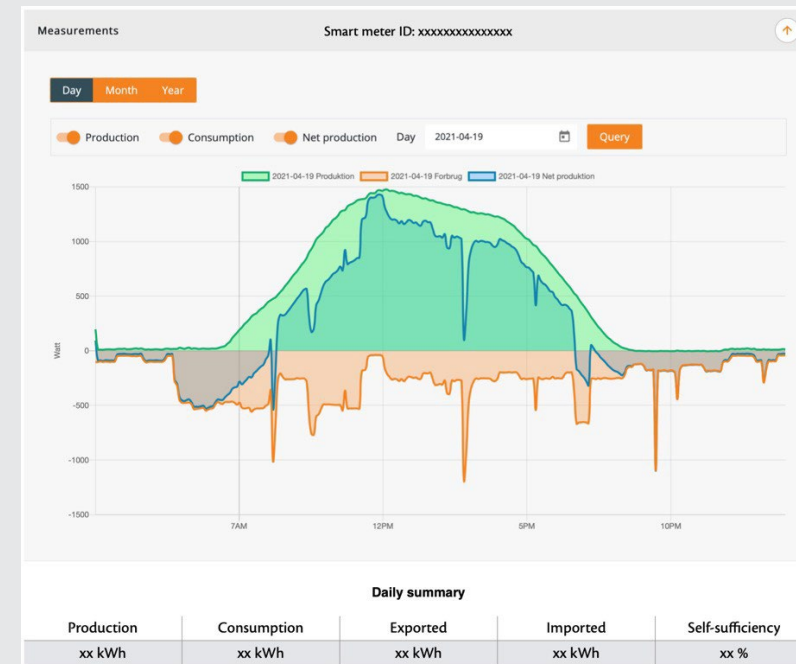 Measurements
Smart meter ID: xxxxxxxxxxxxxxx
Day Month Year
Production Consumption Net production Day 2021-04-19 Query
2021-04-19 Produktion 2021-04-19 Forbrug 2021-04-19 Net produktion
1500
1000
500
Watt
0
-500
-1000
-1500
7AM 12PM 5PM 10PM
Daily summary
Production Consumption Exported Imported Self-sufficiency
xx kWh xx kWh xx kWh xx kWh xx %